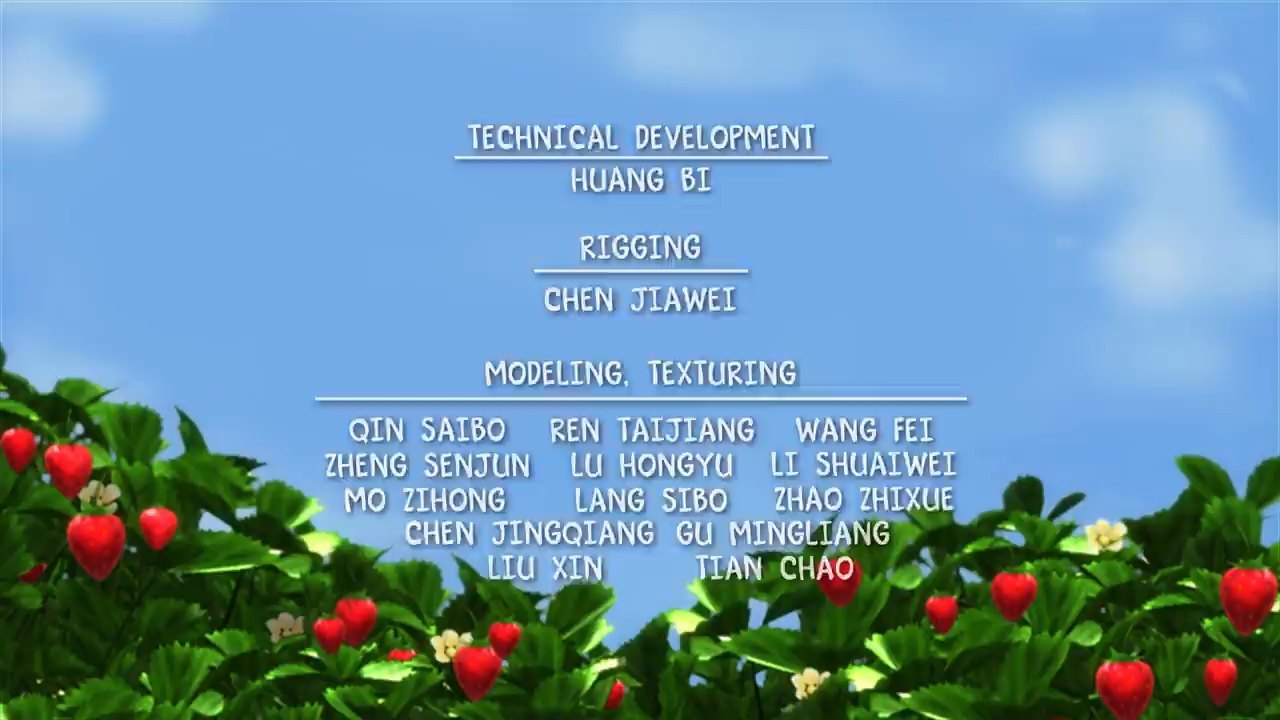 TECHNICAL DEVELOPMENT
HUANG BI
RIGGING
CHEN JIAWEI
MODELING, TEXTURING
QIN SAIBO REN TAIJIANG WANG FEI
ZHENG SENJUN LU HONGYU LI SHUAIWEI
MO ZIHONG LANG SIBO ZHAO ZHIXUE
CHEN JINGQIANG GU MINGLIANG
LIU XIN TIAN CHAO